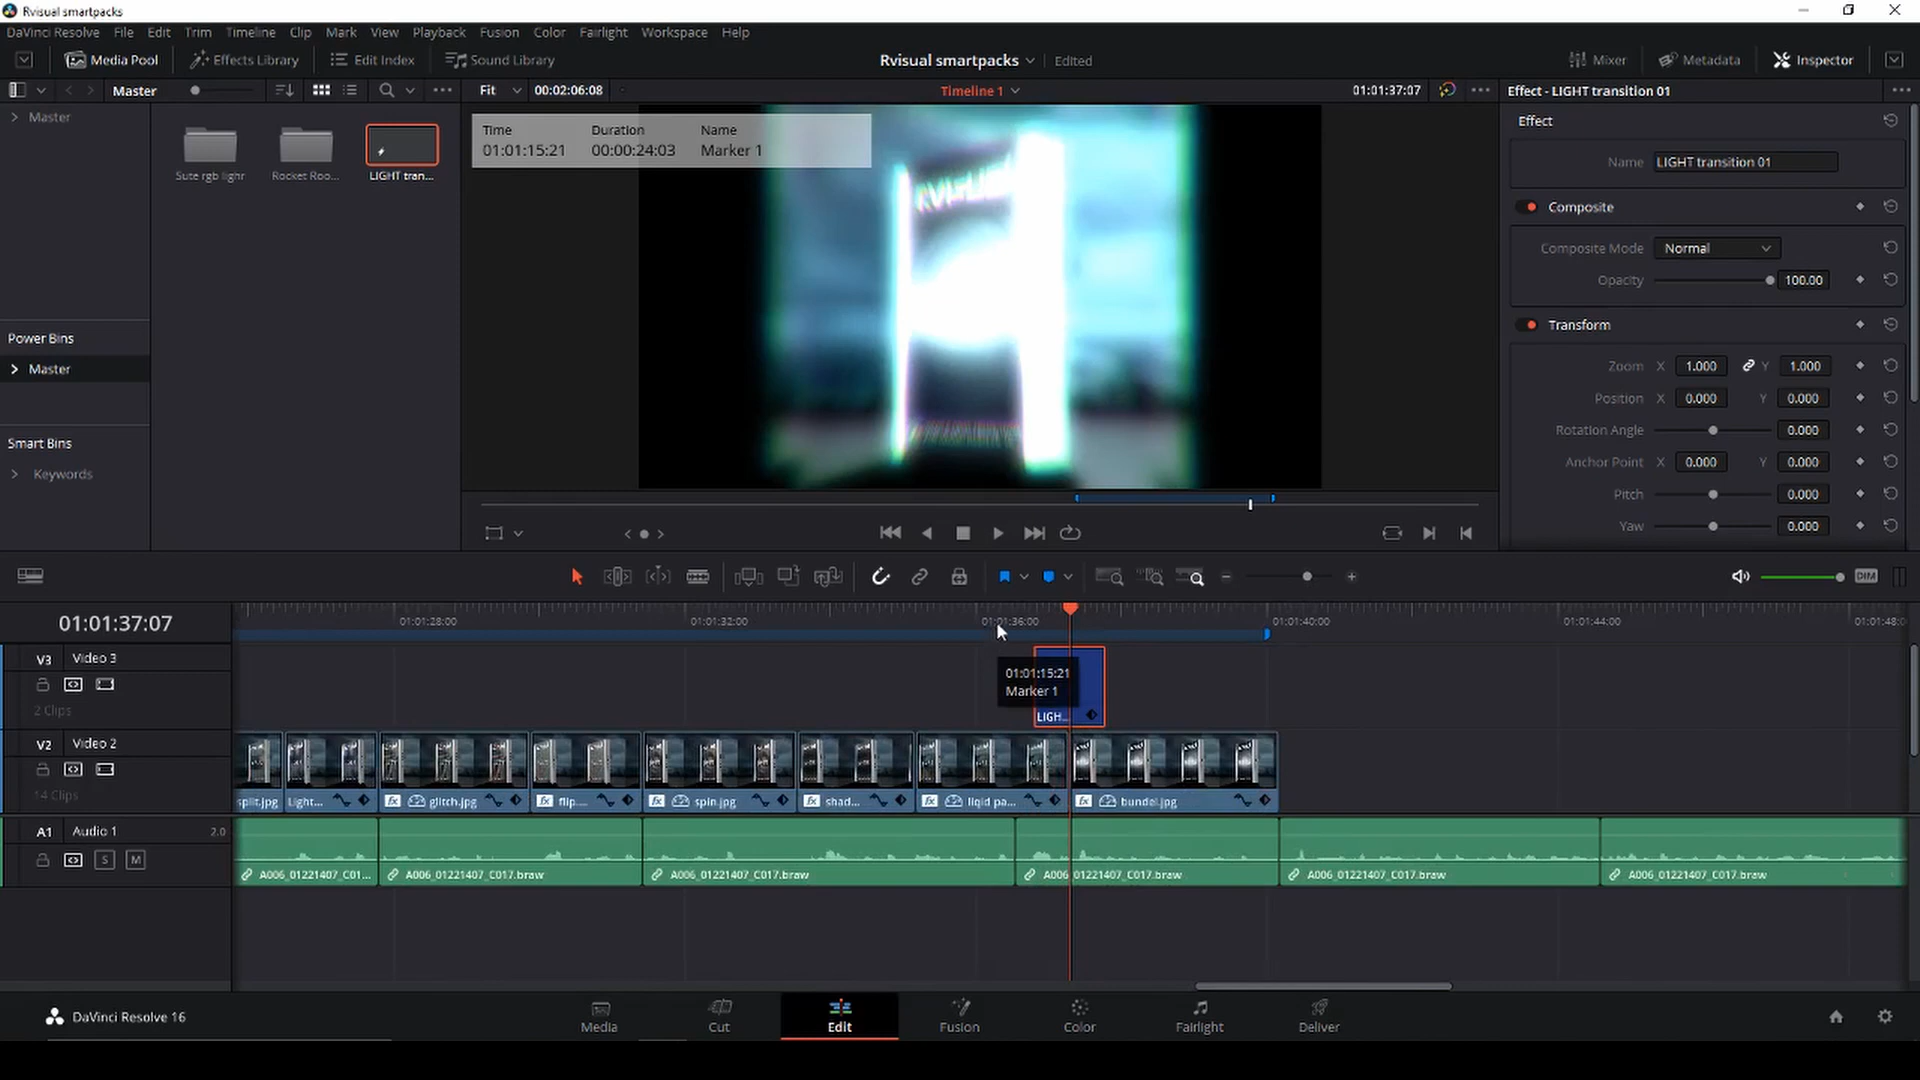 Rvisual smartpacks
DaVinci Resolve File Edit Trim Timeline Clip Mark View Playback Fusion Color Fairlight Workspace Help
Media Pool Effects Library Edit Index Sound Library Rvisual smartpacks Edited Mixer Metadata Inspector
Master Fit 00:02:06:08 Timeline 1 01:01:37:07 Effect - LIGHT transition 01
Master
Sute rgb lighr Rocket Roo... LIGHT tran...
Power Bins
Master
Smart Bins
Keywords
Time Duration Name
01:01:15:21 00:00:24:03 Marker 1
Effect
Name LIGHT transition 01
Composite
Composite Mode Normal
Opacity 100.00
Transform
Zoom X 1.000 Y 1.000
Position X 0.000 Y 0.000
Rotation Angle 0.000
Anchor Point X 0.000 Y 0.000
Pitch 0.000
Yaw 0.000
DIM
01:01:37:07 01:01:28:00 01:01:32:00 01:01:36:00 01:01:40:00 01:01:44:00 01:01:48:0
V3 Video 3
2 Clips
01:01:15:21
Marker 1
LIGH...
V2 Video 2
14 Clips
split.jpg Light... fx glitch.jpg fx flip.... fx spin.jpg fx shad... fx liqid pa... fx bundel.jpg
A1 Audio 1 2.0
S M
A006_01221407_C01... A006_01221407_C017.braw A006_01221407_C017.braw A006_01221407_C017.braw A006_01221407_C017.braw A006_01221407_C017.braw
DaVinci Resolve 16
Media Cut Edit Fusion Color Fairlight Deliver